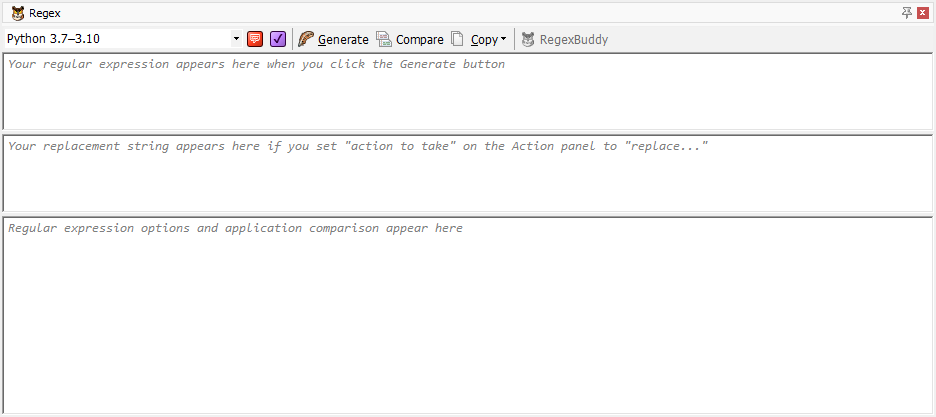 Regex
Python 3.7–3.10 Generate Compare Copy RegexBuddy
Your regular expression appears here when you click the Generate button
Your replacement string appears here if you set "action to take" on the Action panel to "replace..."
Regular expression options and application comparison appear here